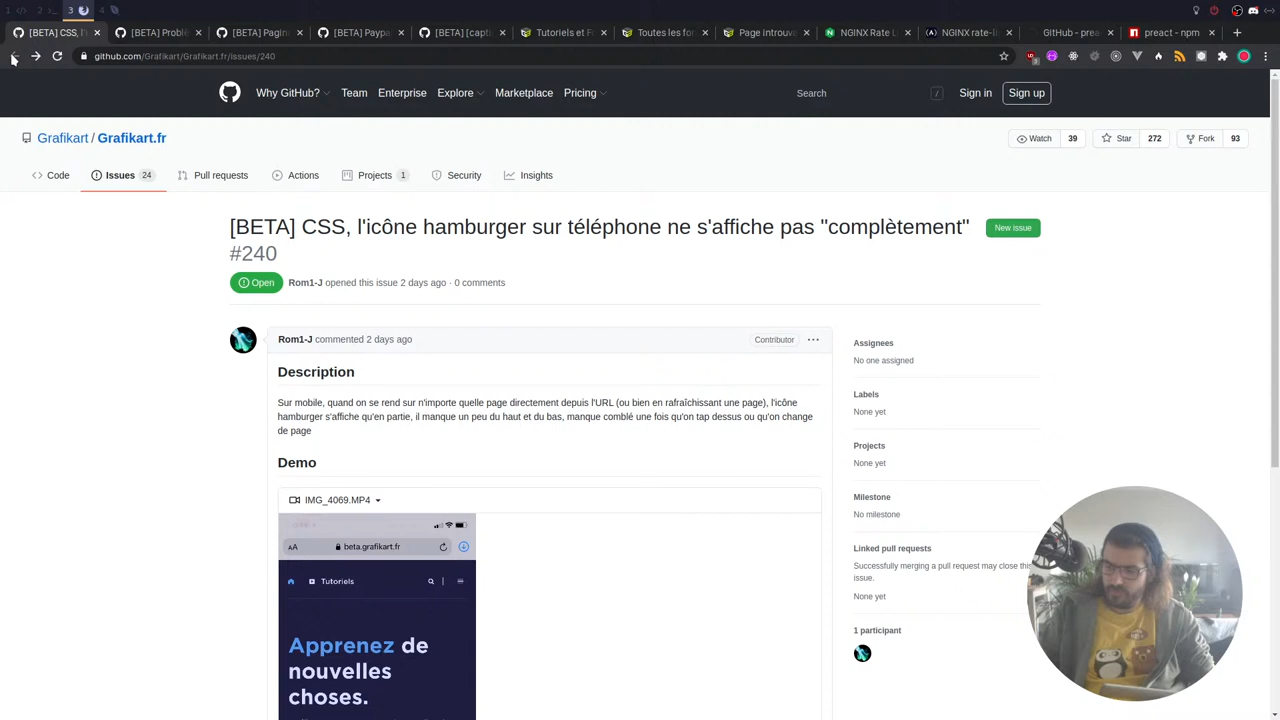 1
2
3
4
[BETA] CSS, l'i
[BETA] Problè
[BETA] Pagin
[BETA] Paype
[BETA] [capt
Tutoriels et F
Toutes les for
Page introuv
NGINX Rate L
NGINX rate-li
GitHub - prea
preact - npm
github.com/Grafikart/Grafikart.fr/issues/240
Why GitHub?
Team
Enterprise
Explore
Marketplace
Pricing
Search
/
Sign in
Sign up
Grafikart / Grafikart.fr
Watch 39
Star 272
Fork 93
Code
Issues 24
Pull requests
Actions
Projects 1
Security
Insights
[BETA] CSS, l'icône hamburger sur téléphone ne s'affiche pas "complètement"
#240
New issue
Open
Rom1-J opened this issue 2 days ago · 0 comments
Rom1-J commented 2 days ago
Contributor
Description
Sur mobile, quand on se rend sur n'importe quelle page directement depuis l'URL (ou bien en rafraîchissant une page), l'icône
hamburger s'affiche qu'en partie, il manque un peu du haut et du bas, manque comblé une fois qu'on tap dessus ou qu'on change
de page
Demo
IMG_4069.MP4
AA
beta.grafikart.fr
Tutoriels
Apprenez de
nouvelles
choses.
Assignees
No one assigned
Labels
None yet
Projects
None yet
Milestone
No milestone
Linked pull requests
Successfully merging a pull request may close this
issue.
None yet
1 participant